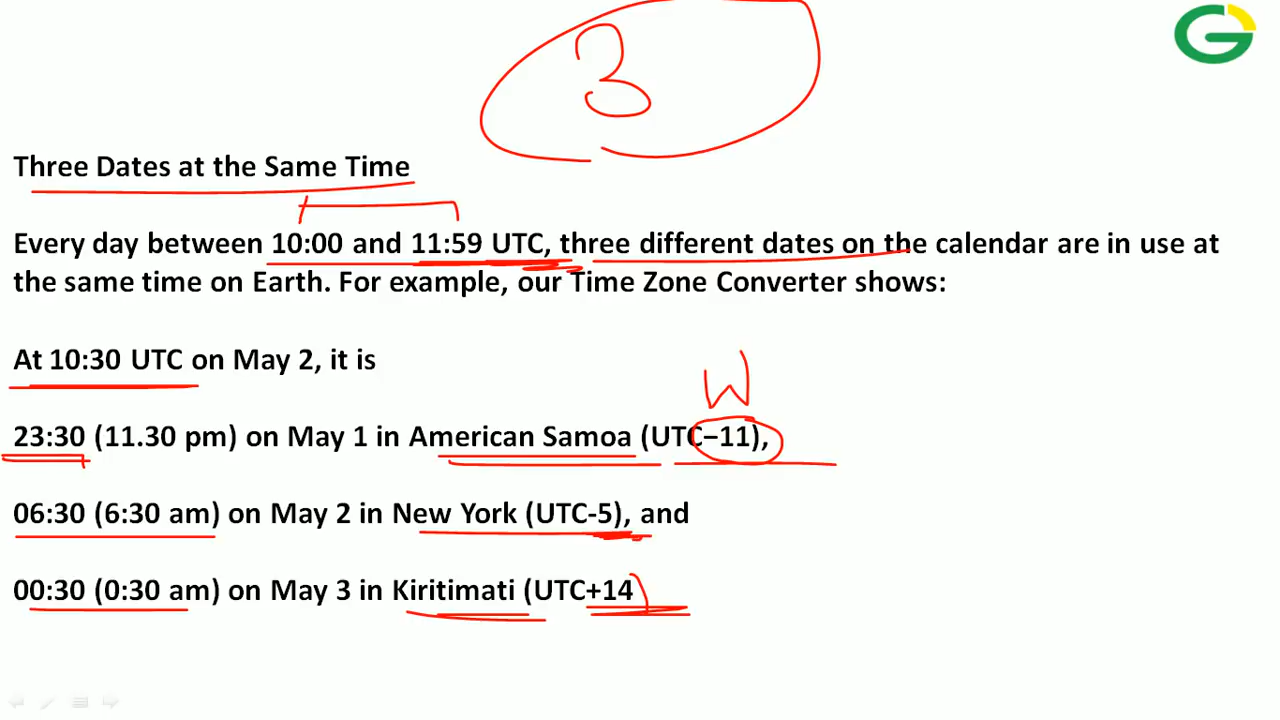 3
Three Dates at the Same Time
Every day between 10:00 and 11:59 UTC, three different dates on the calendar are in use at
the same time on Earth. For example, our Time Zone Converter shows:
At 10:30 UTC on May 2, it is
W
23:30 (11.30 pm) on May 1 in American Samoa (UTC−11),
06:30 (6:30 am) on May 2 in New York (UTC-5), and
00:30 (0:30 am) on May 3 in Kiritimati (UTC+14)